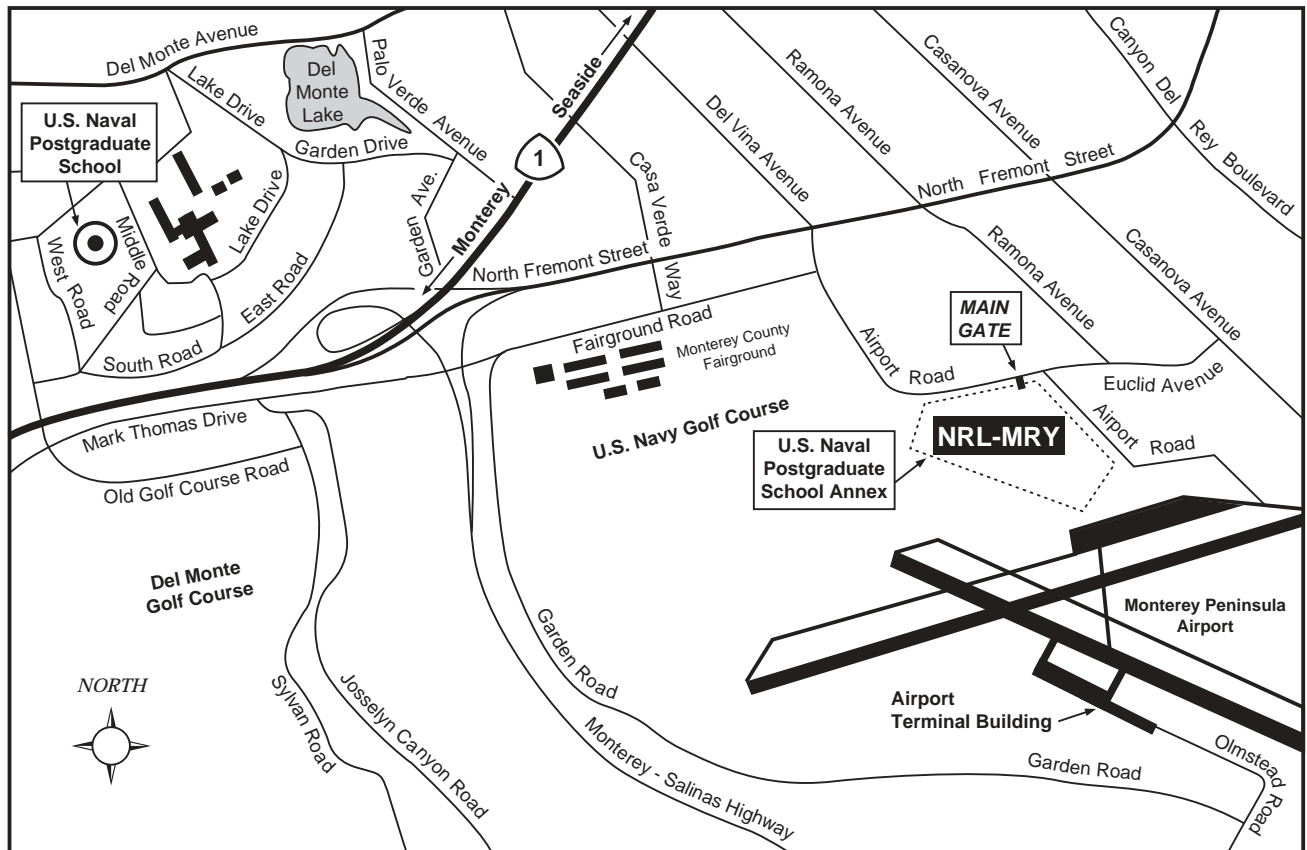 Del Monte Avenue
Lake Drive
Del
Monte
Lake
Palo Verde Avenue
Seaside
1
Monterey
Del Vina Avenue
Ramona Avenue
Casanova Avenue
Canyon Del
Rey Boulevard
U.S. Naval
Postgraduate
School
Garden Drive
Garden Ave.
Lake Drive
Casa Verde
Way
North Fremont Street
North Fremont Street
West Road
Middle Road
East Road
South Road
Ramona Avenue
Casanova Avenue
MAIN
GATE
Fairground Road
Monterey County
Fairground
Airport Road
Euclid Avenue
Airport Road
Mark Thomas Drive
Old Golf Course Road
U.S. Navy Golf Course
U.S. Naval
Postgraduate
School Annex
NRL-MRY
Del Monte
Golf Course
Monterey Peninsula
Airport
Garden Road
NORTH
Sylvan Road
Josselyn Canyon Road
Monterey - Salinas Highway
Airport
Terminal Building
Garden Road
Olmstead
Road